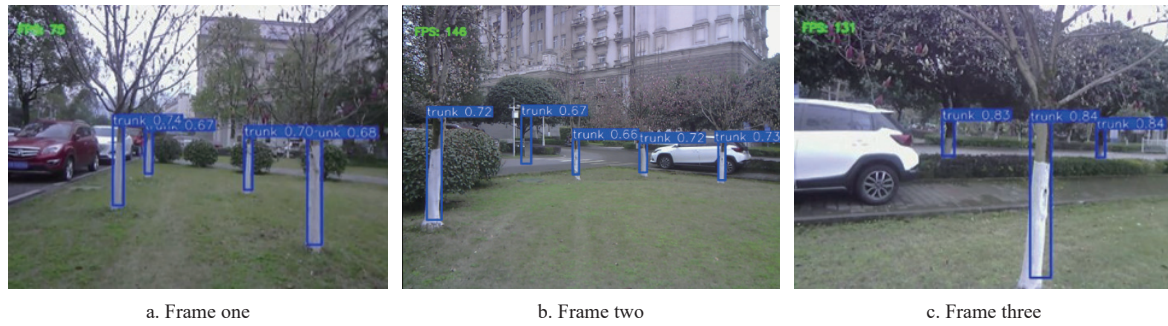 FPS: 75
trunk 0.74
trunk 0.67
trunk 0.70
trunk 0.68
a. Frame one
FPS: 146
trunk 0.72
trunk 0.67
trunk 0.66
trunk 0.72
trunk 0.73
b. Frame two
FPS: 131
trunk 0.83
trunk 0.84
trunk 0.84
c. Frame three